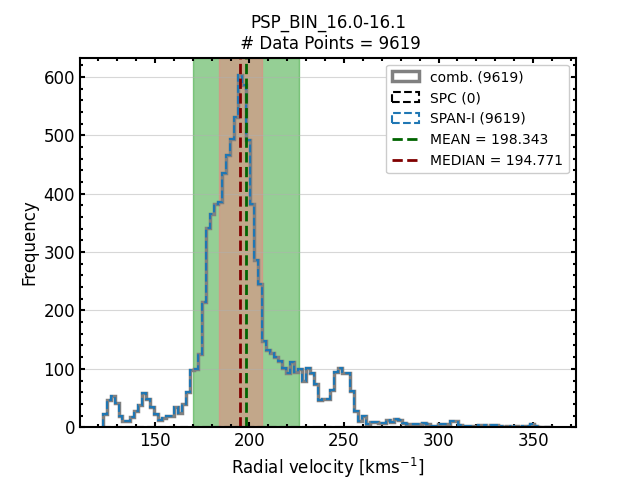 PSP_BIN_16.0-16.1
# Data Points = 9619
comb. (9619)
SPC (0)
SPAN-I (9619)
MEAN = 198.343
MEDIAN = 194.771
Frequency
600
500
400
300
200
100
0
150
200
250
300
350
Radial velocity [kms⁻¹]